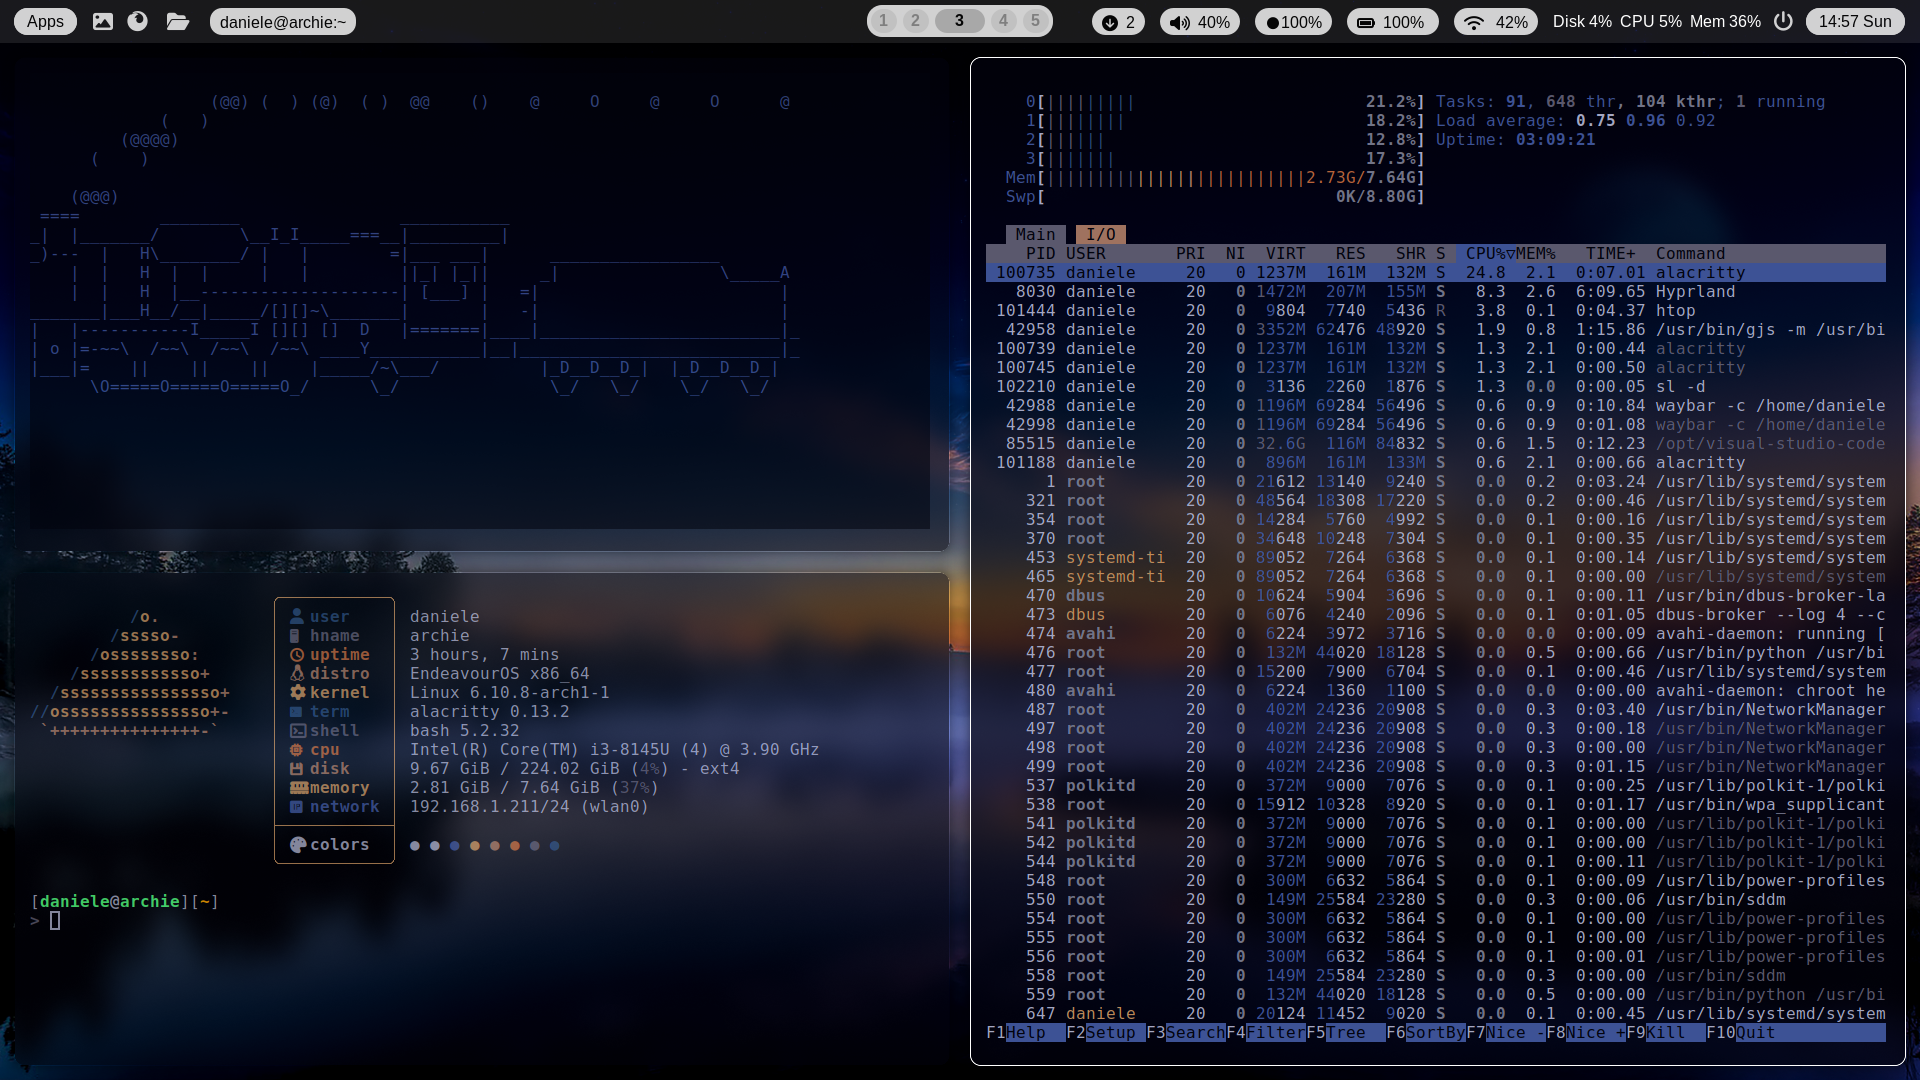 Apps daniele@archie:~ 1 2 3 4 5 2 40% 100% 100% 42% Disk 4% CPU 5% Mem 36% 14:57 Sun
                  (@@) (  ) (@)  ( )  @@    ()    @     O     @     O      @
             (   )
         (@@@@)
      (    )

    (@@@)
 ====        ________                ___________
_|  |_______/        \__I_I_____===__|_________|
_)---  |   H\________/ |   |        =|___ ___|      _________________
    |  |   H  |  |     |   |         ||_| |_||     _|                \_____A
    |  |   H  |__--------------------| [___] |   =|                        |
_______|___H__/__|_____/[][]~\_______|       |   -|                        |
|   |-----------I_____I [][] []  D   |=======|____|________________________|_
| o |=-~~\  /~~\  /~~\  /~~\ ____Y___________|__|__________________________|_
|___|=    ||    ||    ||    |_____/~\___/          |_D__D__D_|  |_D__D__D_|
      \O=====O=====O=====O_/      \_/               \_/   \_/    \_/   \_/
/o.
/sssso-
/osssssso:
/ssssssssssso+
/ssssssssssssssso+
//osssssssssssssso+-
`+++++++++++++++-`
user daniele
hname archie
uptime 3 hours, 7 mins
distro EndeavourOS x86_64
kernel Linux 6.10.8-arch1-1
term alacritty 0.13.2
shell bash 5.2.32
cpu Intel(R) Core(TM) i3-8145U (4) @ 3.90 GHz
disk 9.67 GiB / 224.02 GiB (4%) - ext4
memory 2.81 GiB / 7.64 GiB (37%)
network 192.168.1.211/24 (wlan0)
colors
[daniele@archie][~]
>
0[||||||||| 21.2%] Tasks: 91, 648 thr, 104 kthr; 1 running
1[|||||||| 18.2%] Load average: 0.75 0.96 0.92
2[|||||| 12.8%] Uptime: 03:09:21
3[||||||| 17.3%]
Mem[||||||||||||||||||||||||||2.73G/7.64G]
Swp[ 0K/8.80G]
Main I/O
PID USER PRI NI VIRT RES SHR S CPU%▽MEM% TIME+ Command
100735 daniele 20 0 1237M 161M 132M S 24.8 2.1 0:07.01 alacritty
8030 daniele 20 0 1472M 207M 155M S 8.3 2.6 6:09.65 Hyprland
101444 daniele 20 0 9804 7740 5436 R 3.8 0.1 0:04.37 htop
42958 daniele 20 0 3352M 62476 48920 S 1.9 0.8 1:15.86 /usr/bin/gjs -m /usr/bi
100739 daniele 20 0 1237M 161M 132M S 1.3 2.1 0:00.44 alacritty
100745 daniele 20 0 1237M 161M 132M S 1.3 2.1 0:00.50 alacritty
102210 daniele 20 0 3136 2260 1876 S 1.3 0.0 0:00.05 sl -d
42988 daniele 20 0 1196M 69284 56496 S 0.6 0.9 0:10.84 waybar -c /home/daniele
42998 daniele 20 0 1196M 69284 56496 S 0.6 0.9 0:01.08 waybar -c /home/daniele
85515 daniele 20 0 32.6G 116M 84832 S 0.6 1.5 0:12.23 /opt/visual-studio-code
101188 daniele 20 0 896M 161M 133M S 0.6 2.1 0:00.66 alacritty
1 root 20 0 21612 13140 9240 S 0.0 0.2 0:03.24 /usr/lib/systemd/system
321 root 20 0 48564 18308 17220 S 0.0 0.2 0:00.46 /usr/lib/systemd/system
354 root 20 0 14284 5760 4992 S 0.0 0.1 0:00.16 /usr/lib/systemd/system
370 root 20 0 34648 10248 7304 S 0.0 0.1 0:00.35 /usr/lib/systemd/system
453 systemd-ti 20 0 89052 7264 6368 S 0.0 0.1 0:00.14 /usr/lib/systemd/system
465 systemd-ti 20 0 89052 7264 6368 S 0.0 0.1 0:00.00 /usr/lib/systemd/system
470 dbus 20 0 10624 5904 3696 S 0.0 0.1 0:00.11 /usr/bin/dbus-broker-la
473 dbus 20 0 6076 4240 2096 S 0.0 0.1 0:01.05 dbus-broker --log 4 --c
474 avahi 20 0 6224 3972 3716 S 0.0 0.0 0:00.09 avahi-daemon: running [
476 root 20 0 132M 44020 18128 S 0.0 0.5 0:00.66 /usr/bin/python /usr/bi
477 root 20 0 15200 7900 6704 S 0.0 0.1 0:00.46 /usr/lib/systemd/system
480 avahi 20 0 6224 1360 1100 S 0.0 0.0 0:00.00 avahi-daemon: chroot he
487 root 20 0 402M 24236 20908 S 0.0 0.3 0:03.40 /usr/bin/NetworkManager
497 root 20 0 402M 24236 20908 S 0.0 0.3 0:00.18 /usr/bin/NetworkManager
498 root 20 0 402M 24236 20908 S 0.0 0.3 0:00.00 /usr/bin/NetworkManager
499 root 20 0 402M 24236 20908 S 0.0 0.3 0:01.15 /usr/bin/NetworkManager
537 polkitd 20 0 372M 9000 7076 S 0.0 0.1 0:00.25 /usr/lib/polkit-1/polki
538 root 20 0 15912 10328 8920 S 0.0 0.1 0:01.17 /usr/bin/wpa_supplicant
541 polkitd 20 0 372M 9000 7076 S 0.0 0.1 0:00.00 /usr/lib/polkit-1/polki
542 polkitd 20 0 372M 9000 7076 S 0.0 0.1 0:00.00 /usr/lib/polkit-1/polki
544 polkitd 20 0 372M 9000 7076 S 0.0 0.1 0:00.11 /usr/lib/polkit-1/polki
548 root 20 0 300M 6632 5864 S 0.0 0.1 0:00.09 /usr/lib/power-profiles
550 root 20 0 149M 25584 23280 S 0.0 0.3 0:00.06 /usr/bin/sddm
554 root 20 0 300M 6632 5864 S 0.0 0.1 0:00.00 /usr/lib/power-profiles
555 root 20 0 300M 6632 5864 S 0.0 0.1 0:00.00 /usr/lib/power-profiles
556 root 20 0 300M 6632 5864 S 0.0 0.1 0:00.01 /usr/lib/power-profiles
558 root 20 0 149M 25584 23280 S 0.0 0.3 0:00.00 /usr/bin/sddm
559 root 20 0 132M 44020 18128 S 0.0 0.5 0:00.00 /usr/bin/python /usr/bi
647 daniele 20 0 20124 11452 9020 S 0.0 0.1 0:00.45 /usr/lib/systemd/system
F1Help F2Setup F3SearchF4FilterF5Tree F6SortByF7Nice -F8Nice +F9Kill F10Quit